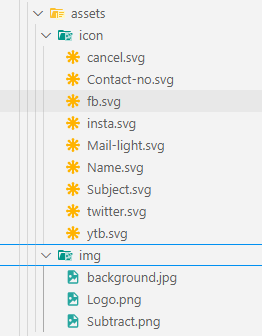 assets
icon
cancel.svg
Contact-no.svg
fb.svg
insta.svg
Mail-light.svg
Name.svg
Subject.svg
twitter.svg
ytb.svg
img
background.jpg
Logo.png
Subtract.png